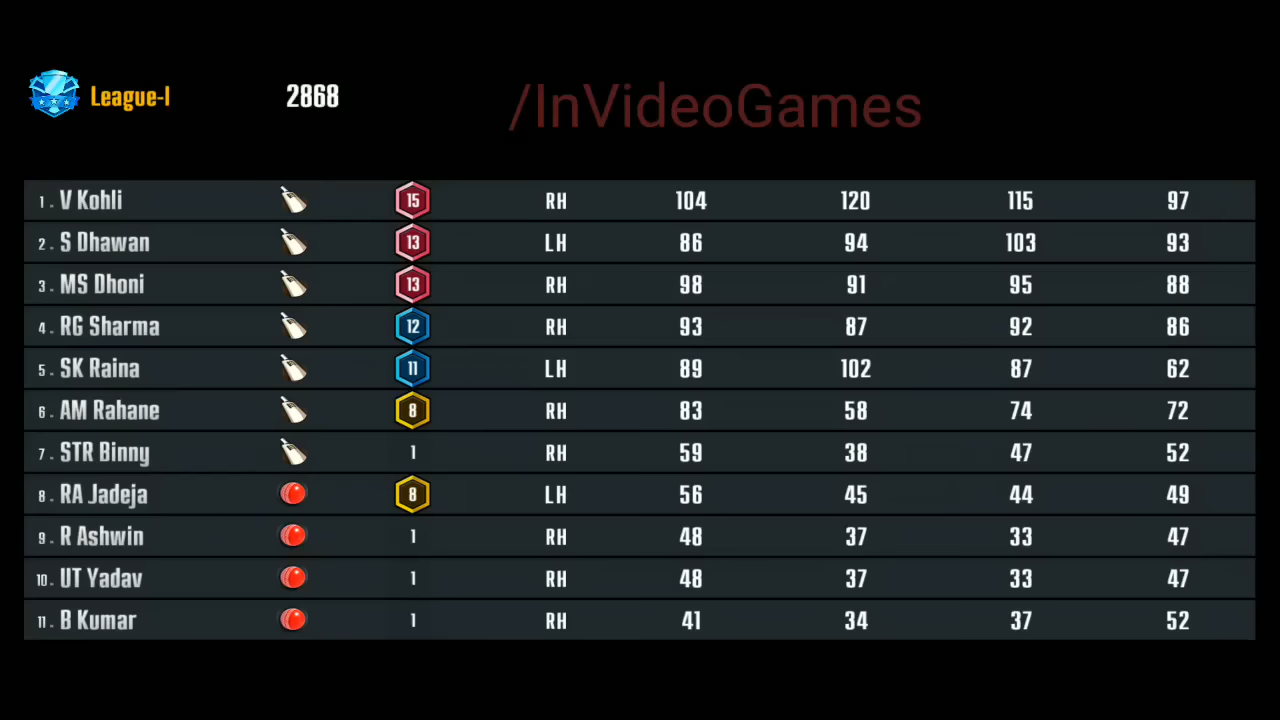 League-I 2868 /InVideoGames
1. V Kohli 15 RH 104 120 115 97
2. S Dhawan 13 LH 86 94 103 93
3. MS Dhoni 13 RH 98 91 95 88
4. RG Sharma 12 RH 93 87 92 86
5. SK Raina 11 LH 89 102 87 62
6. AM Rahane 8 RH 83 58 74 72
7. STR Binny 1 RH 59 38 47 52
8. RA Jadeja 8 LH 56 45 44 49
9. R Ashwin 1 RH 48 37 33 47
10. UT Yadav 1 RH 48 37 33 47
11. B Kumar 1 RH 41 34 37 52